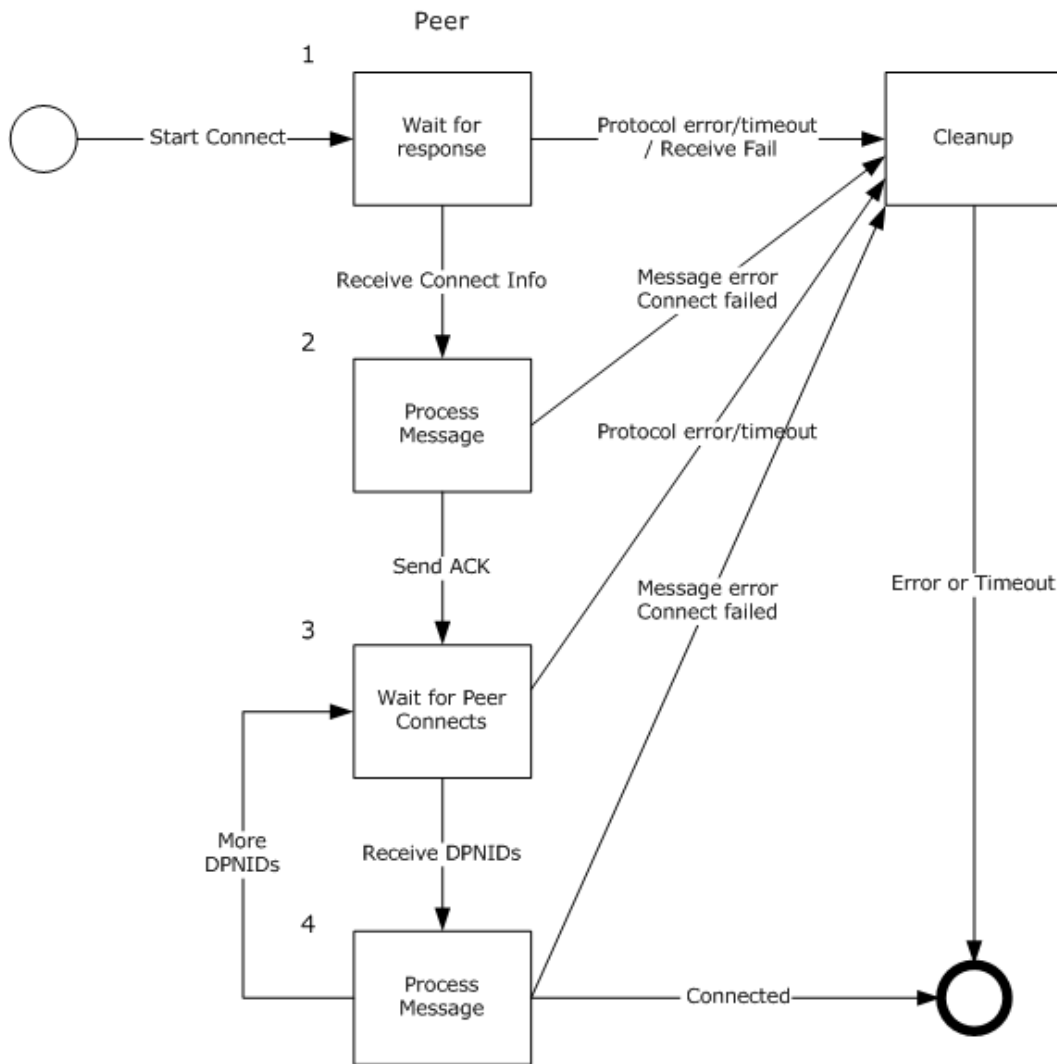 Peer
1
Wait for
response
Cleanup
Start Connect
Protocol error/timeout
/ Receive Fail
Receive Connect Info
Message error
Connect failed
2
Process
Message
Protocol error/timeout
Send ACK
Message error
Connect failed
Error or Timeout
3
Wait for Peer
Connects
More
DPNIDs
Receive DPNIDs
4
Process
Message
Connected